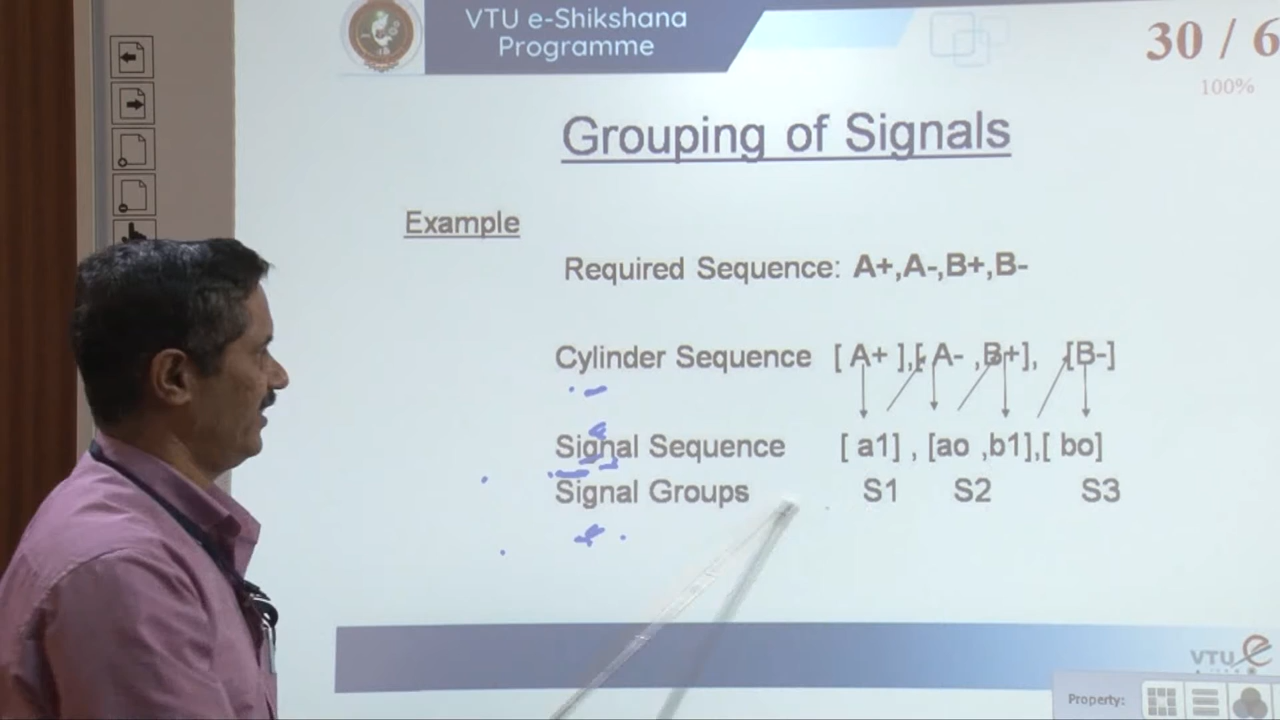 VTU e-Shikshana
Programme
30 / 6
100%
Grouping of Signals
Example
Required Sequence: A+,A-,B+,B-
Cylinder Sequence [ A+ ],[ A- ,B+], [B-]
Signal Sequence [ a1] , [ao ,b1],[ bo]
Signal Groups S1 S2 S3
VTU e
Property: